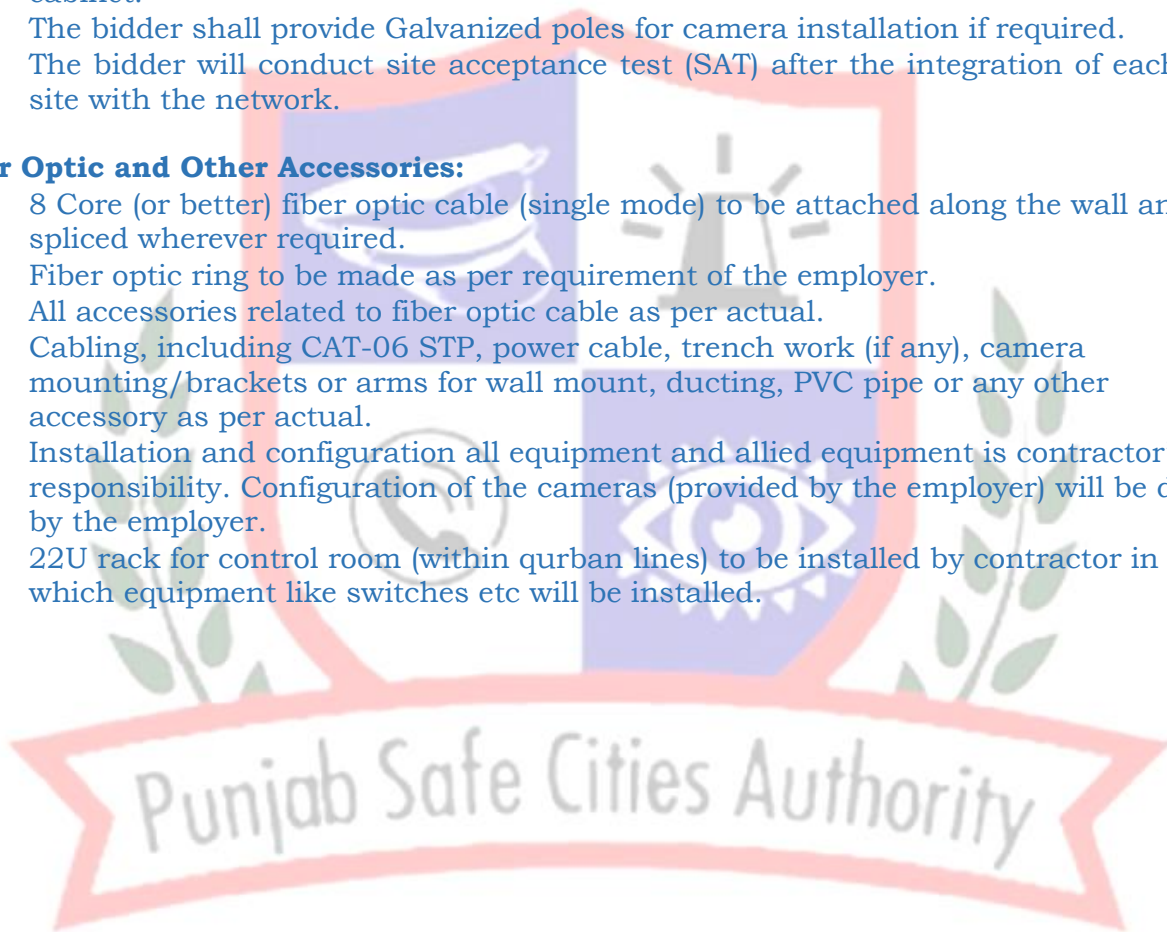 cabinet.
The bidder shall provide Galvanized poles for camera installation if required.
The bidder will conduct site acceptance test (SAT) after the integration of each
site with the network.
r Optic and Other Accessories:
8 Core (or better) fiber optic cable (single mode) to be attached along the wall an
spliced wherever required.
Fiber optic ring to be made as per requirement of the employer.
All accessories related to fiber optic cable as per actual.
Cabling, including CAT-06 STP, power cable, trench work (if any), camera
mounting/brackets or arms for wall mount, ducting, PVC pipe or any other
accessory as per actual.
Installation and configuration all equipment and allied equipment is contractor
responsibility. Configuration of the cameras (provided by the employer) will be d
by the employer.
22U rack for control room (within qurban lines) to be installed by contractor in
which equipment like switches etc will be installed.
Punjab Safe Cities Authority